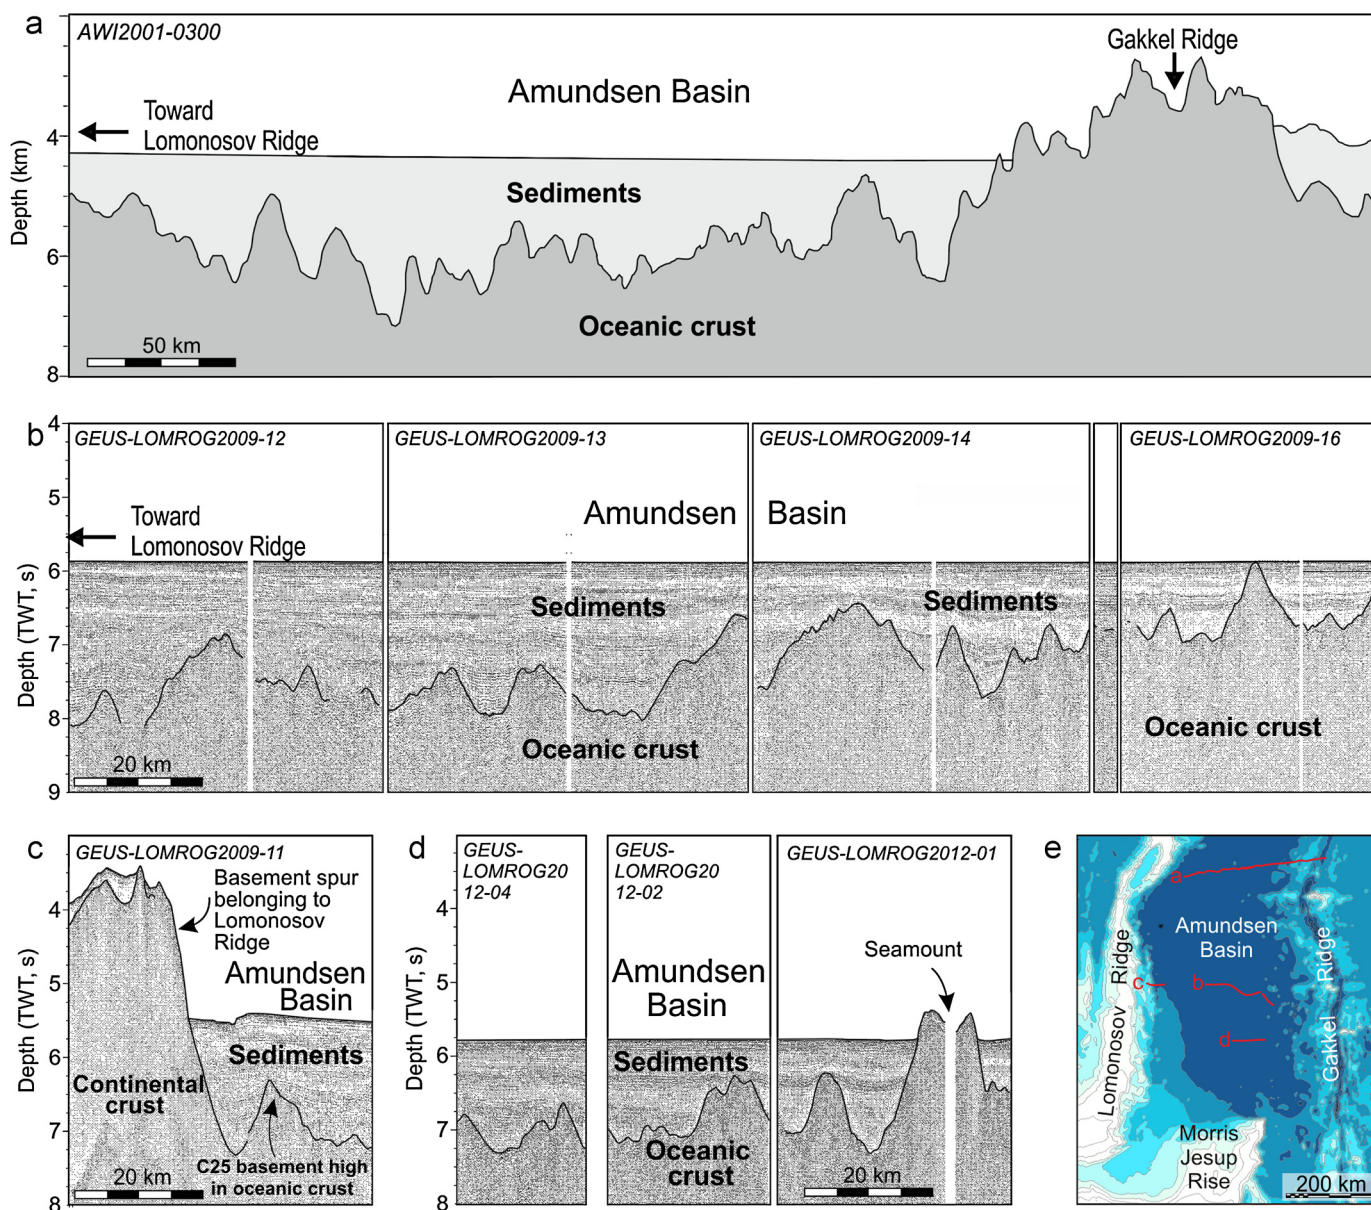 a
AWI2001-0300
Gakkel Ridge
Amundsen Basin
Toward
Lomonosov Ridge
Sediments
Oceanic crust
50 km
Depth (km)
4
6
8
b
GEUS-LOMROG2009-12
GEUS-LOMROG2009-13
GEUS-LOMROG2009-14
GEUS-LOMROG2009-16
Amundsen Basin
Toward
Lomonosov Ridge
Sediments
Sediments
Oceanic crust
Oceanic crust
20 km
Depth (TWT, s)
4
5
6
7
8
9
c
GEUS-LOMROG2009-11
Basement spur
belonging to
Lomonosov
Ridge
Amundsen
Basin
Sediments
Continental
crust
C25 basement high
in oceanic crust
20 km
Depth (TWT, s)
4
5
6
7
8
d
GEUS-
LOMROG20
12-04
GEUS-
LOMROG20
12-02
GEUS-LOMROG2012-01
Seamount
Amundsen
Basin
Sediments
Oceanic
crust
20 km
Depth (TWT, s)
4
5
6
7
8
e
a
Amundsen
Basin
Lomonosov Ridge
Gakkel Ridge
c
b
d
Morris
Jesup
Rise
200 km